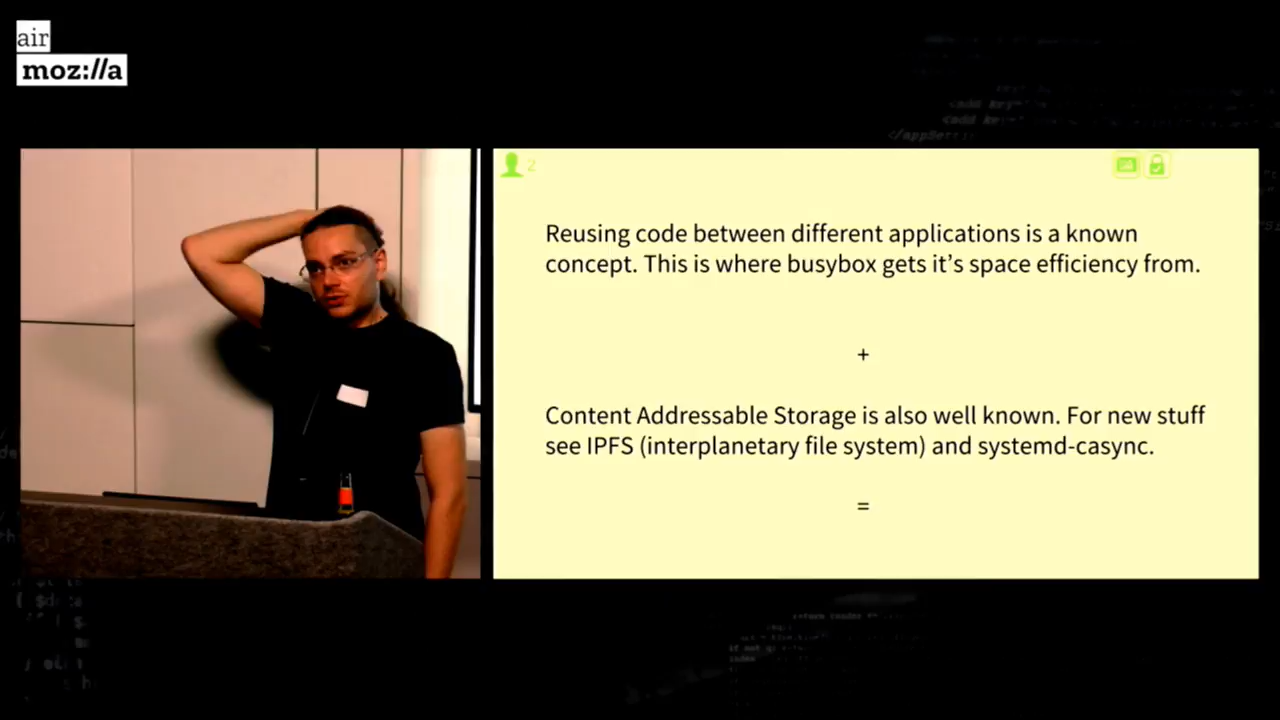 air
moz://a
2
Reusing code between different applications is a known
concept. This is where busybox gets it's space efficiency from.
+
Content Addressable Storage is also well known. For new stuff
see IPFS (interplanetary file system) and systemd-casync.
=